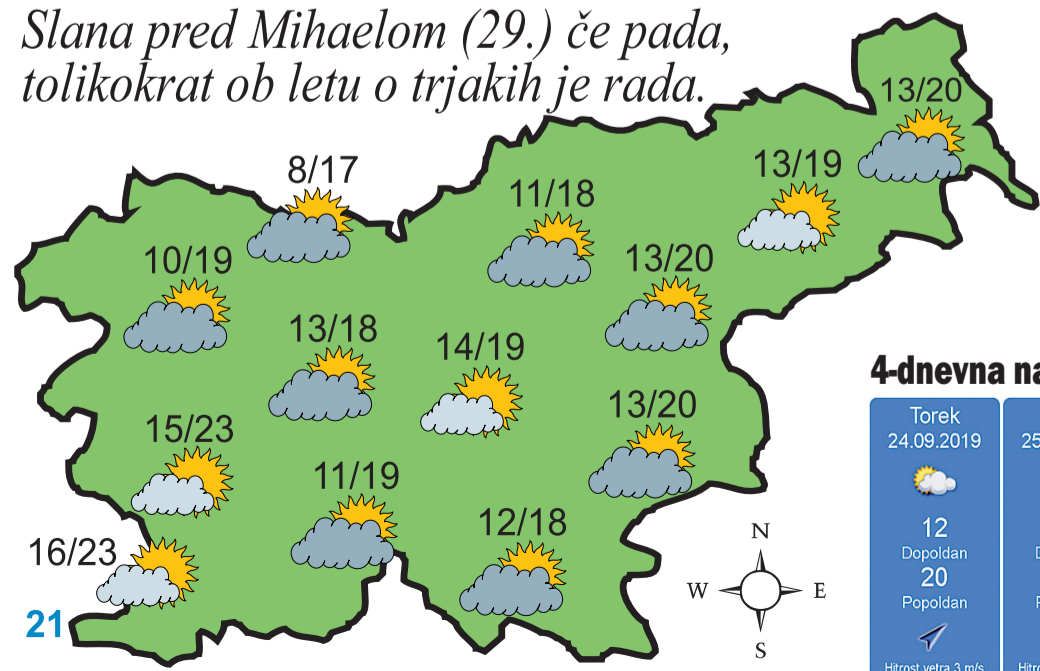 Slana pred Mihaelom (29.) če pada,
tolikokrat ob letu o trjakih je rada.
13/20
8/17
13/19
11/18
10/19
13/20
13/18
14/19
13/20
15/23
11/19
12/18
16/23
21
N
W
E
S
4-dnevna na
Torek
24.09.2019
12
Dopoldan
20
Popoldan
Hitrost vetra 3 m/s
25